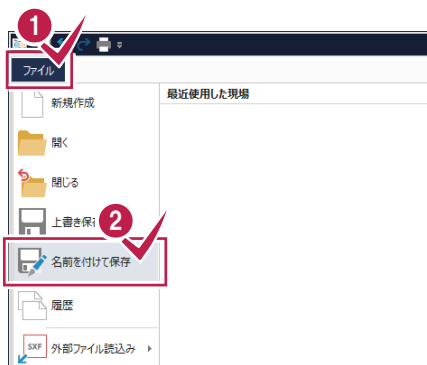 1
ファイル
最近使用した現場
新規作成
開く
閉じる
上書き保
2
名前を付けて保存
履歴
SXF 外部ファイル読込み